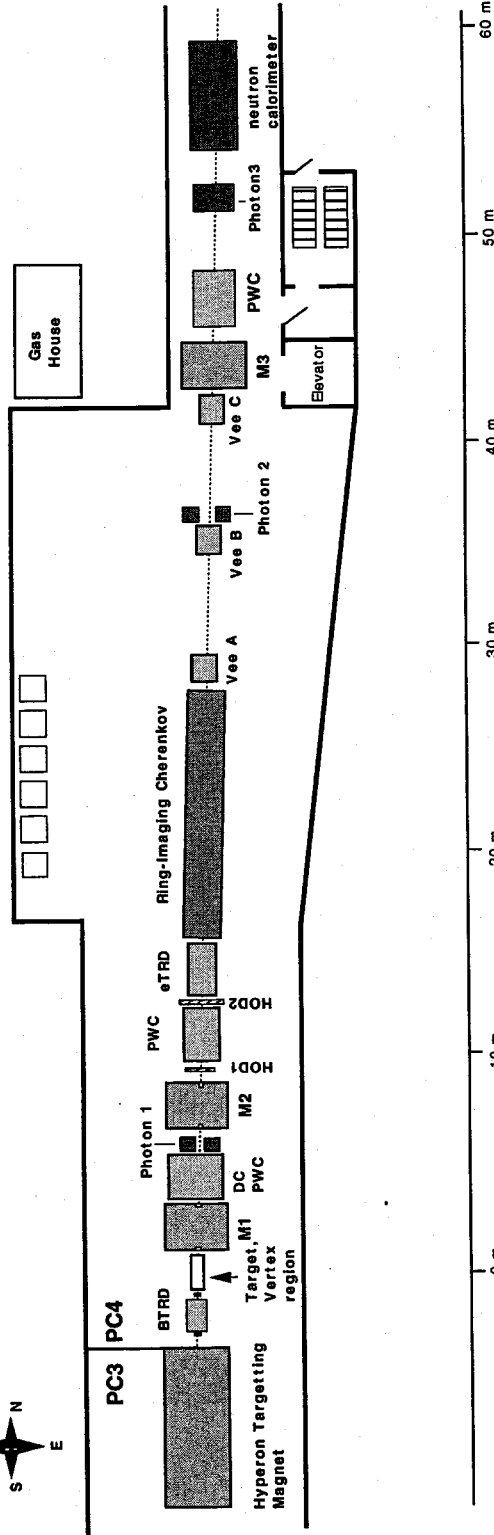 S
N
E
PC3
PC4
Hyperon Targetting
Magnet
BTRD
Target,
Vertex
region
M1
DC
PWC
Photon 1
M2
HOD1
PWC
HOD2
eTRD
Ring-Imaging Cherenkov
Vee A
Vee B
Photon 2
Vee C
M3
PWC
Photon3
neutron
calorimeter
Gas
House
Elevator
0 m
10 m
20 m
30 m
40 m
50 m
60 m